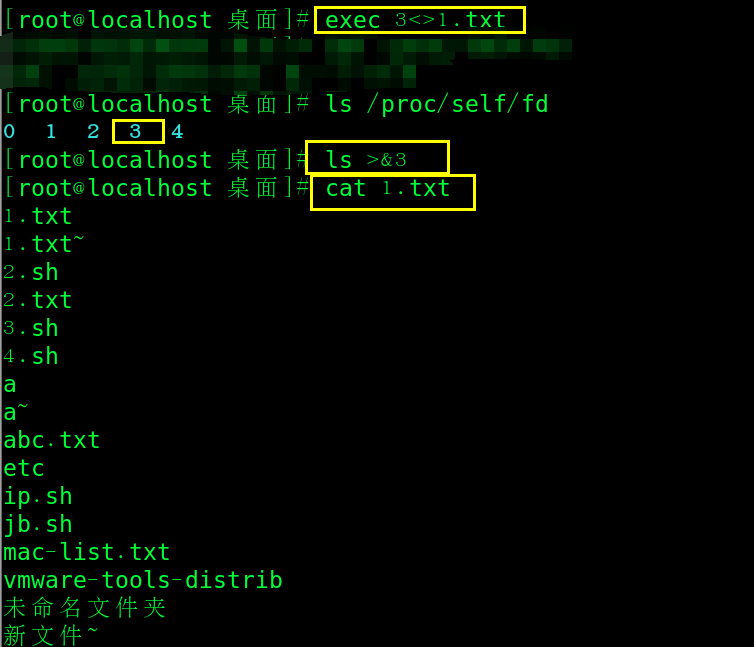 [root@localhost 桌面]# exec 3<>1.txt
[root@localhost 桌面]# ls /proc/self/fd
0  1  2  3  4
[root@localhost 桌面]# ls >&3
[root@localhost 桌面]# cat 1.txt
1.txt
1.txt~
2.sh
2.txt
3.sh
4.sh
a
a~
abc.txt
etc
ip.sh
jb.sh
mac-list.txt
vmware-tools-distrib
未命名文件夹
新文件~